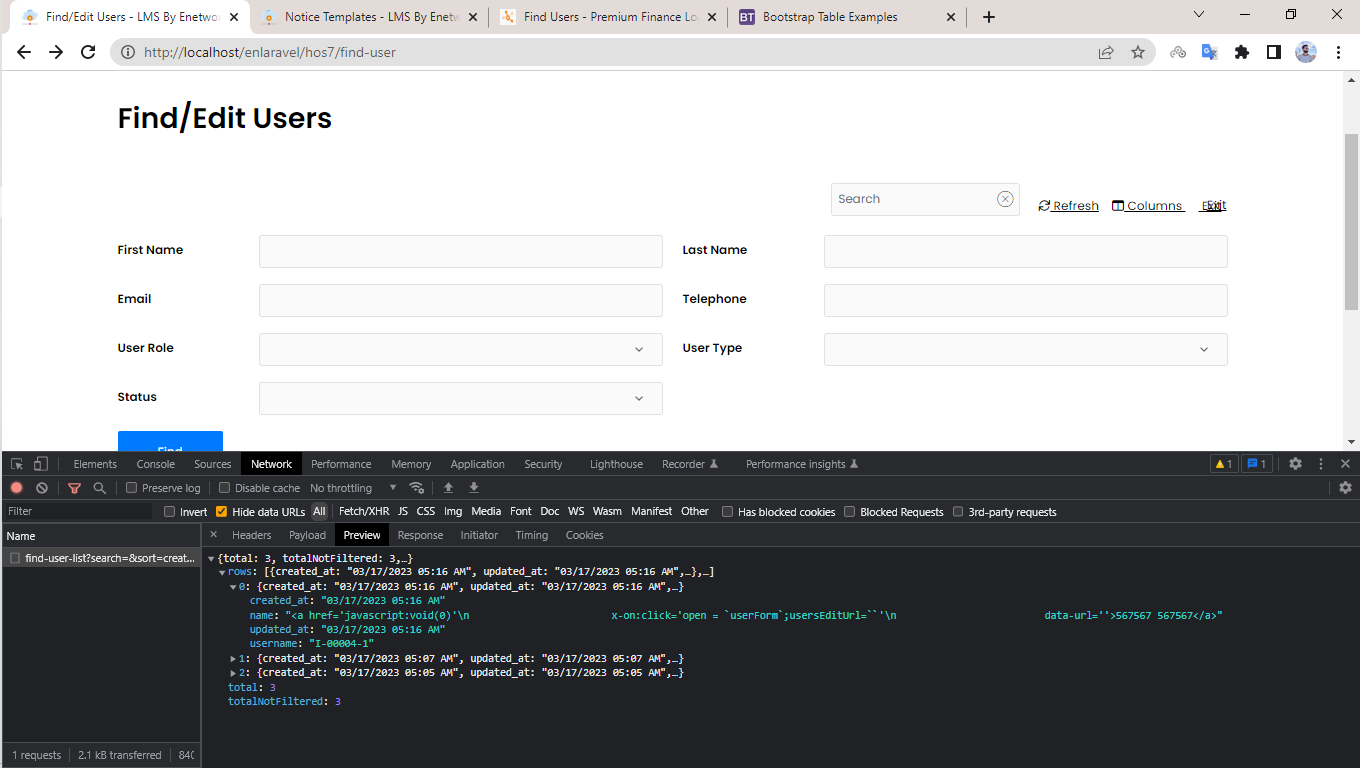 Find/Edit Users - LMS By Enetwor
Notice Templates - LMS By Enetw
Find Users - Premium Finance Lo
BT Bootstrap Table Examples
http://localhost/enlaravel/hos7/find-user
Find/Edit Users
Search
Refresh Columns Exit
First Name Last Name
Email Telephone
User Role User Type
Status
Find
Elements Console Sources Network Performance Memory Application Security Lighthouse Recorder Performance insights 1 1
Preserve log Disable cache No throttling
Filter Invert Hide data URLs All Fetch/XHR JS CSS Img Media Font Doc WS Wasm Manifest Other Has blocked cookies Blocked Requests 3rd-party requests
Name Headers Payload Preview Response Initiator Timing Cookies
find-user-list?search=&sort=creat...
{total: 3, totalNotFiltered: 3,…}
rows: [{created_at: "03/17/2023 05:16 AM", updated_at: "03/17/2023 05:16 AM",…},…]
0: {created_at: "03/17/2023 05:16 AM", updated_at: "03/17/2023 05:16 AM",…}
created_at: "03/17/2023 05:16 AM"
name: "<a href='javascript:void(0)'\n x-on:click='open = `userForm`;usersEditUrl=``'\n data-url=''>567567 567567</a>"
updated_at: "03/17/2023 05:16 AM"
username: "I-00004-1"
1: {created_at: "03/17/2023 05:07 AM", updated_at: "03/17/2023 05:07 AM",…}
2: {created_at: "03/17/2023 05:05 AM", updated_at: "03/17/2023 05:05 AM",…}
total: 3
totalNotFiltered: 3
1 requests 2.1 kB transferred